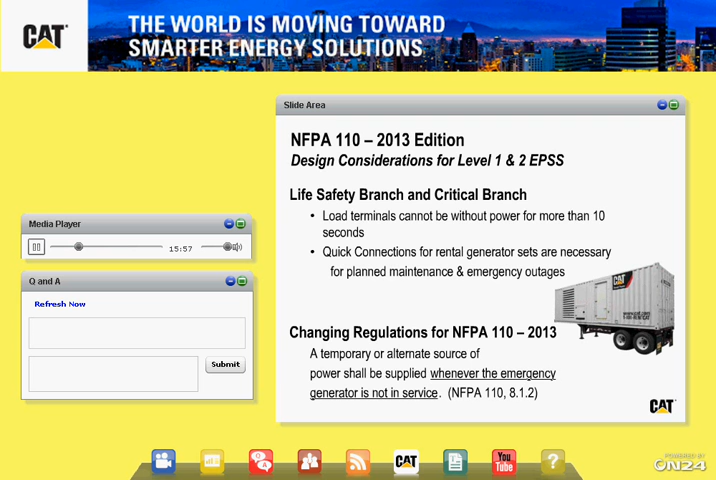 CAT
THE WORLD IS MOVING TOWARD
SMARTER ENERGY SOLUTIONS
Slide Area
NFPA 110 – 2013 Edition
Design Considerations for Level 1 & 2 EPSS
Life Safety Branch and Critical Branch
• Load terminals cannot be without power for more than 10
seconds
• Quick Connections for rental generator sets are necessary
for planned maintenance & emergency outages
CAT
Changing Regulations for NFPA 110 – 2013
A temporary or alternate source of
power shall be supplied whenever the emergency
generator is not in service. (NFPA 110, 8.1.2)
CAT
Media Player
15:57
Q and A
Refresh Now
Submit
Q A
CAT
You
Tube
?
POWERED BY
ON24